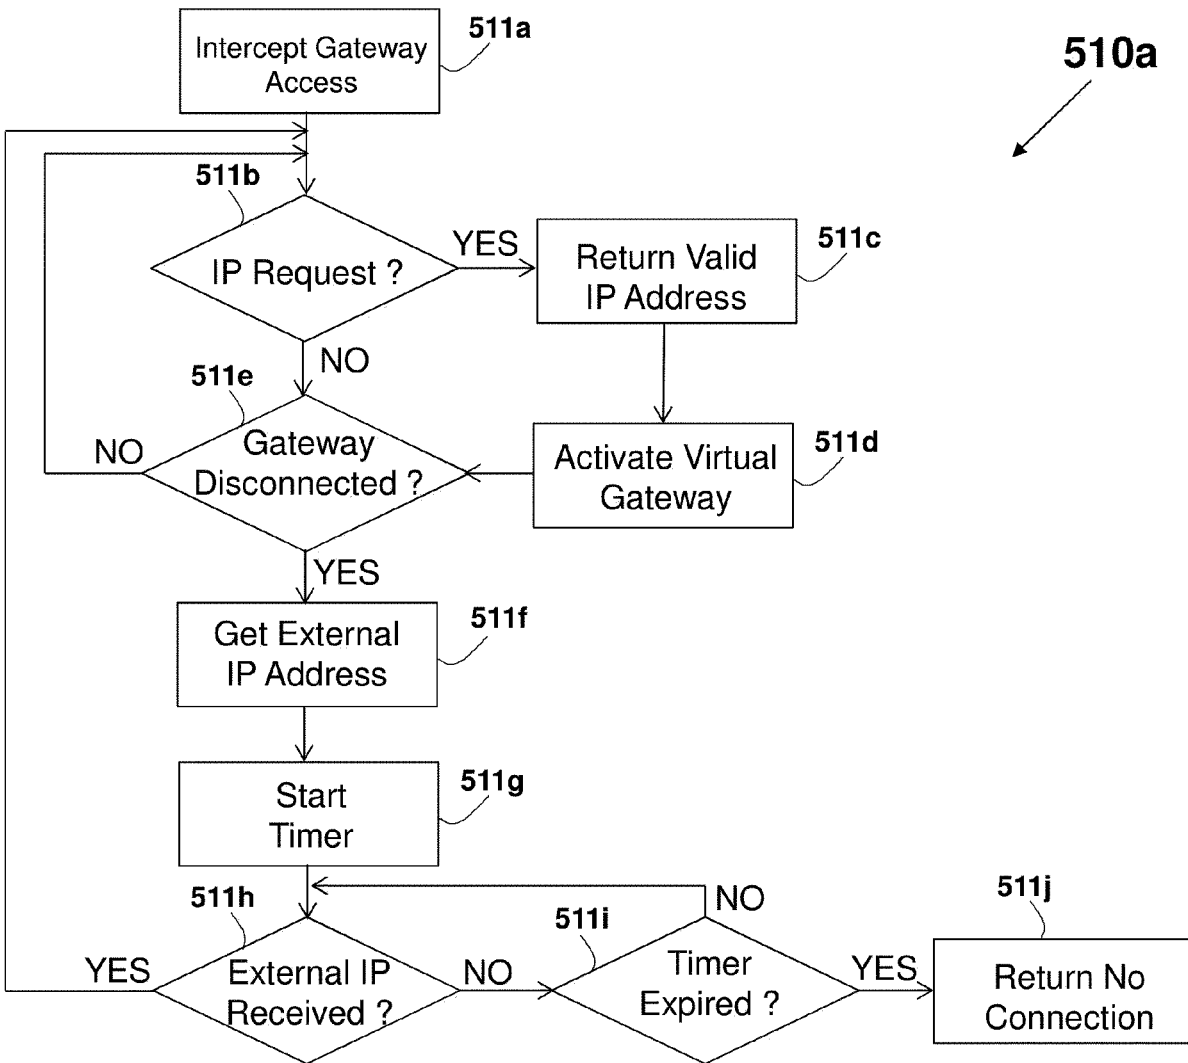 511a
Intercept Gateway
Access
510a
511b
IP Request ?
YES
511c
Return Valid
IP Address
NO
511e
Gateway
Disconnected ?
NO
511d
Activate Virtual
Gateway
YES
511f
Get External
IP Address
511g
Start
Timer
511h
External IP
Received ?
YES
NO
511i
Timer
Expired ?
NO
YES
511j
Return No
Connection